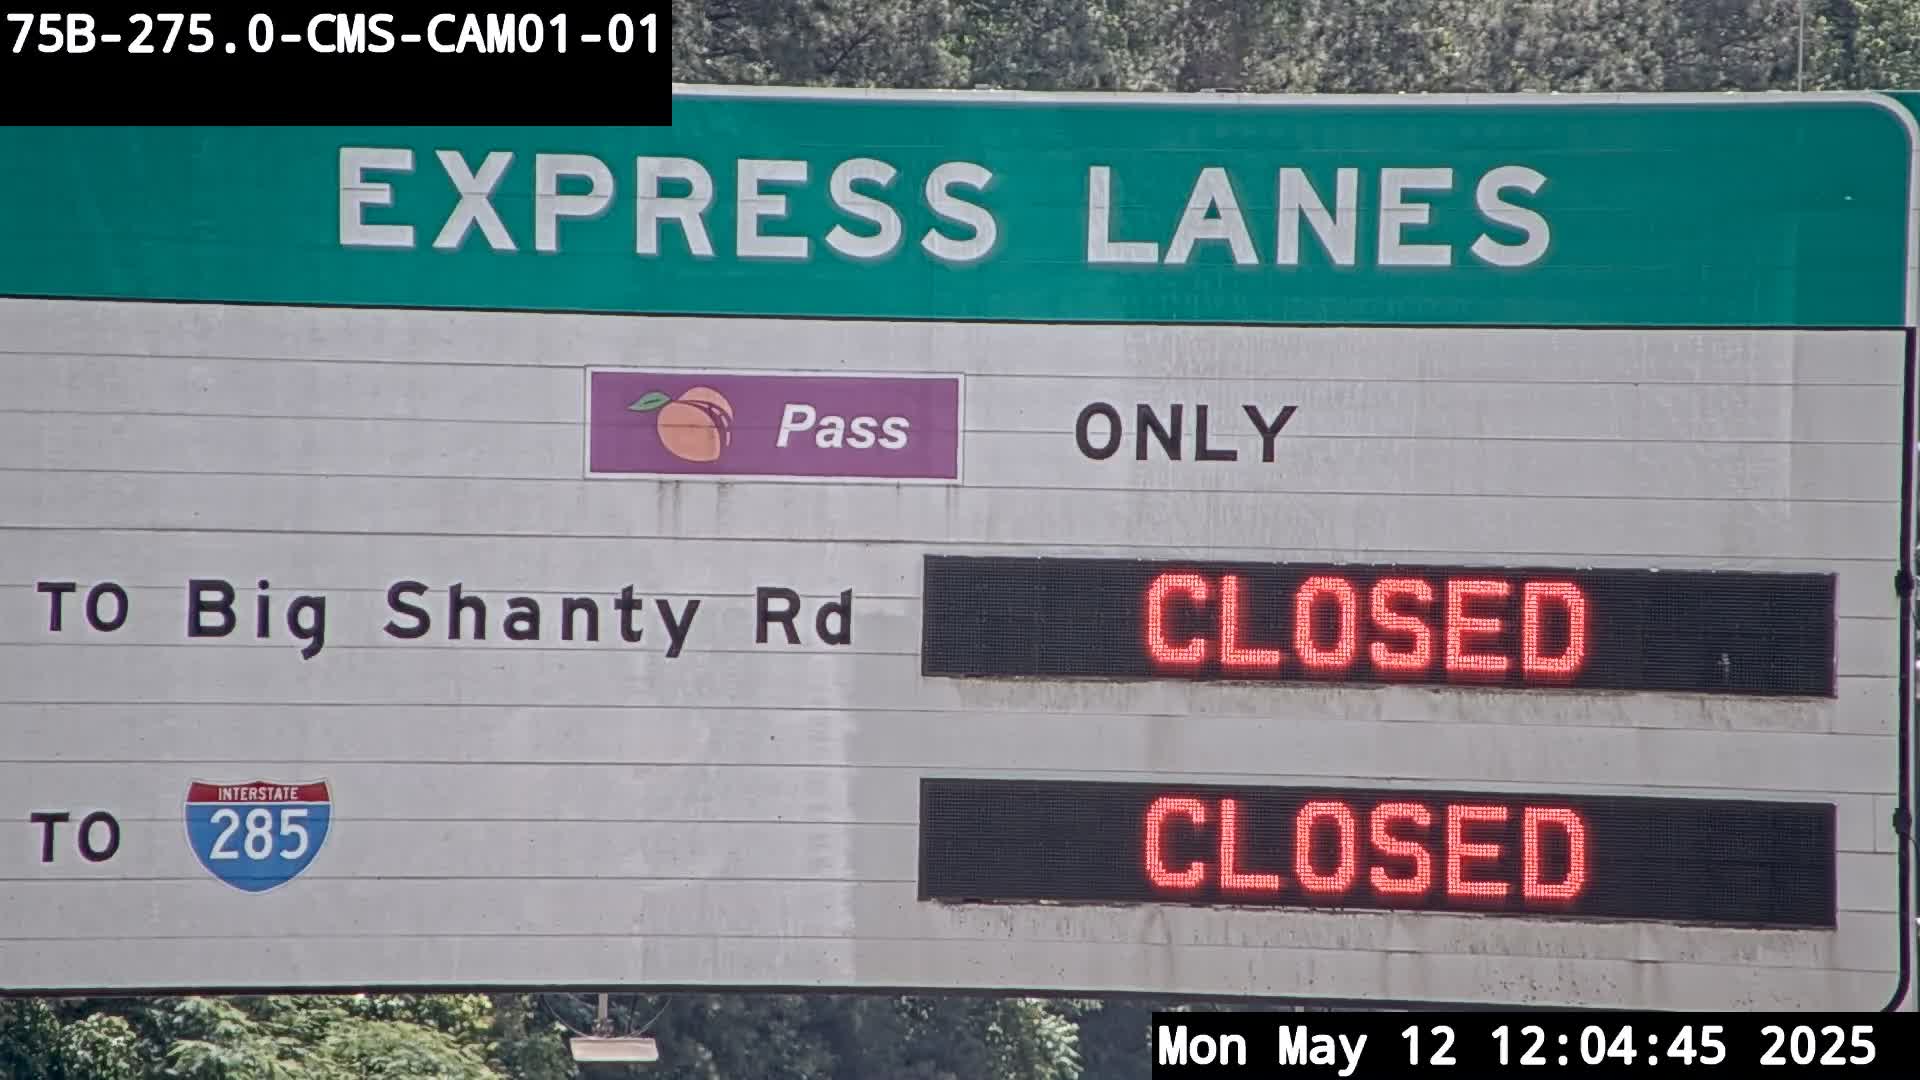 75B-275.0-CMS-CAM01-01
EXPRESS LANES
Pass ONLY
TO Big Shanty Rd CLOSED
TO INTERSTATE 285 CLOSED
Mon May 12 12:04:45 2025